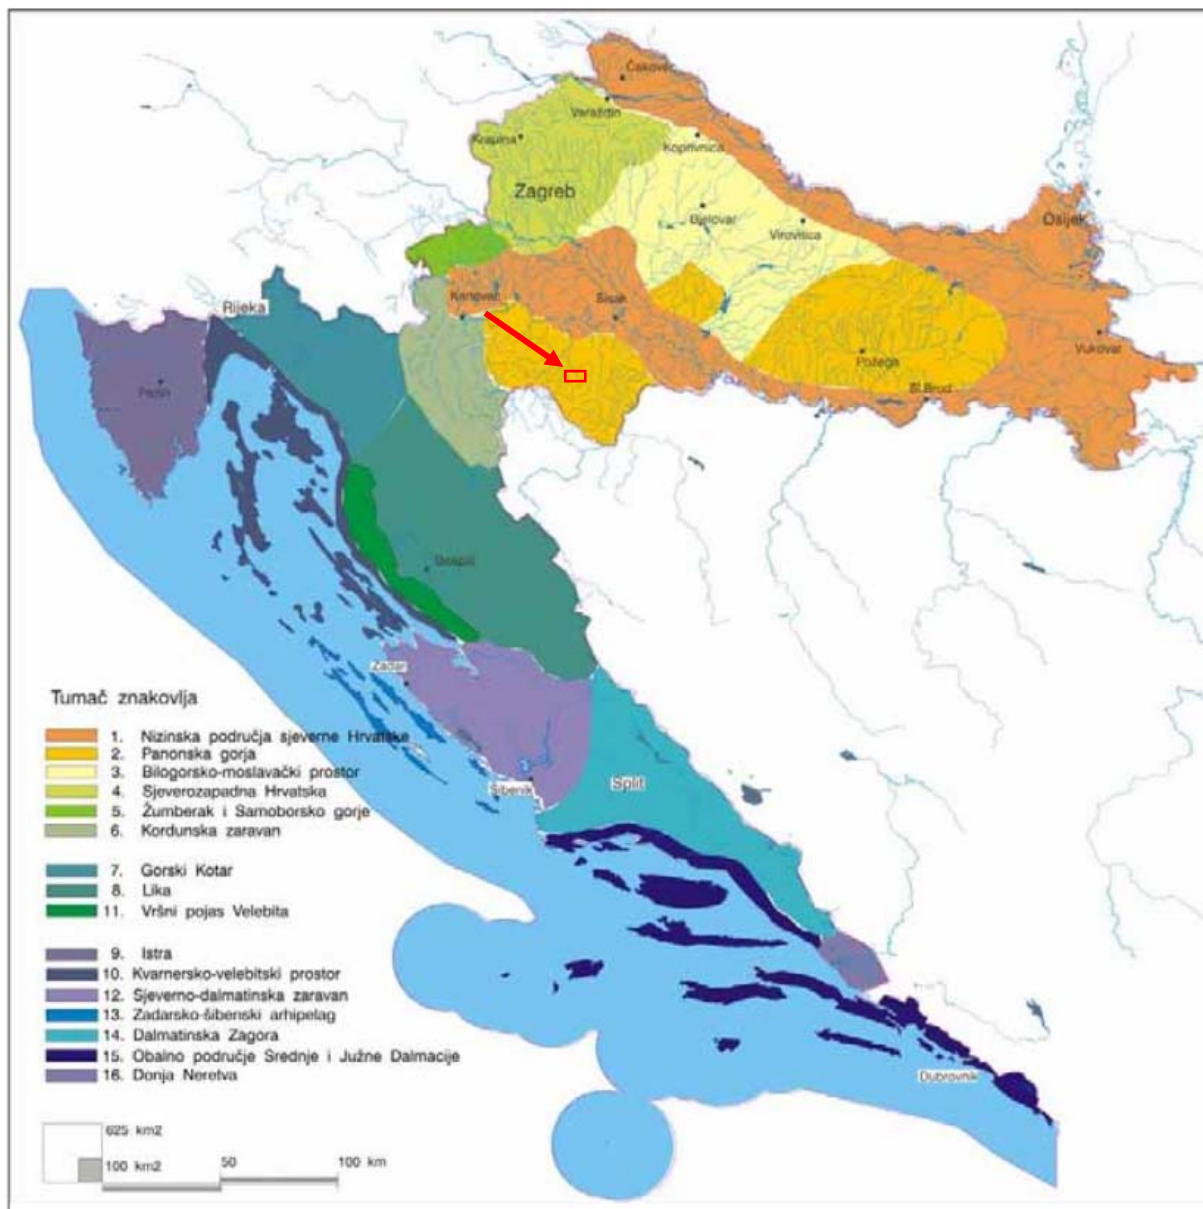 Čakovec
Varaždin
Krapina
Koprivnica
Zagreb
Bjelovar
Virovitica
Osijek
Karlovac
Sisak
Rijeka
Vukovar
Požega
Sl.Brod
Pazin
Gospić
Zadar
Šibenik
Split
Dubrovnik
Tumač znakovlja
1. Nizinska područja sjeverne Hrvatske
2. Panonska gorja
3. Bilogorsko-moslavački prostor
4. Sjeverozapadna Hrvatska
5. Žumberak i Samoborsko gorje
6. Kordunska zaravan
7. Gorski Kotar
8. Lika
11. Vršni pojas Velebita
9. Istra
10. Kvarnersko-velebitski prostor
12. Sjeverno-dalmatinska zaravan
13. Zadarsko-šibenski arhipelag
14. Dalmatinska Zagora
15. Obalno područje Srednje i Južne Dalmacije
16. Donja Neretva
625 km2
100 km2
50
100 km